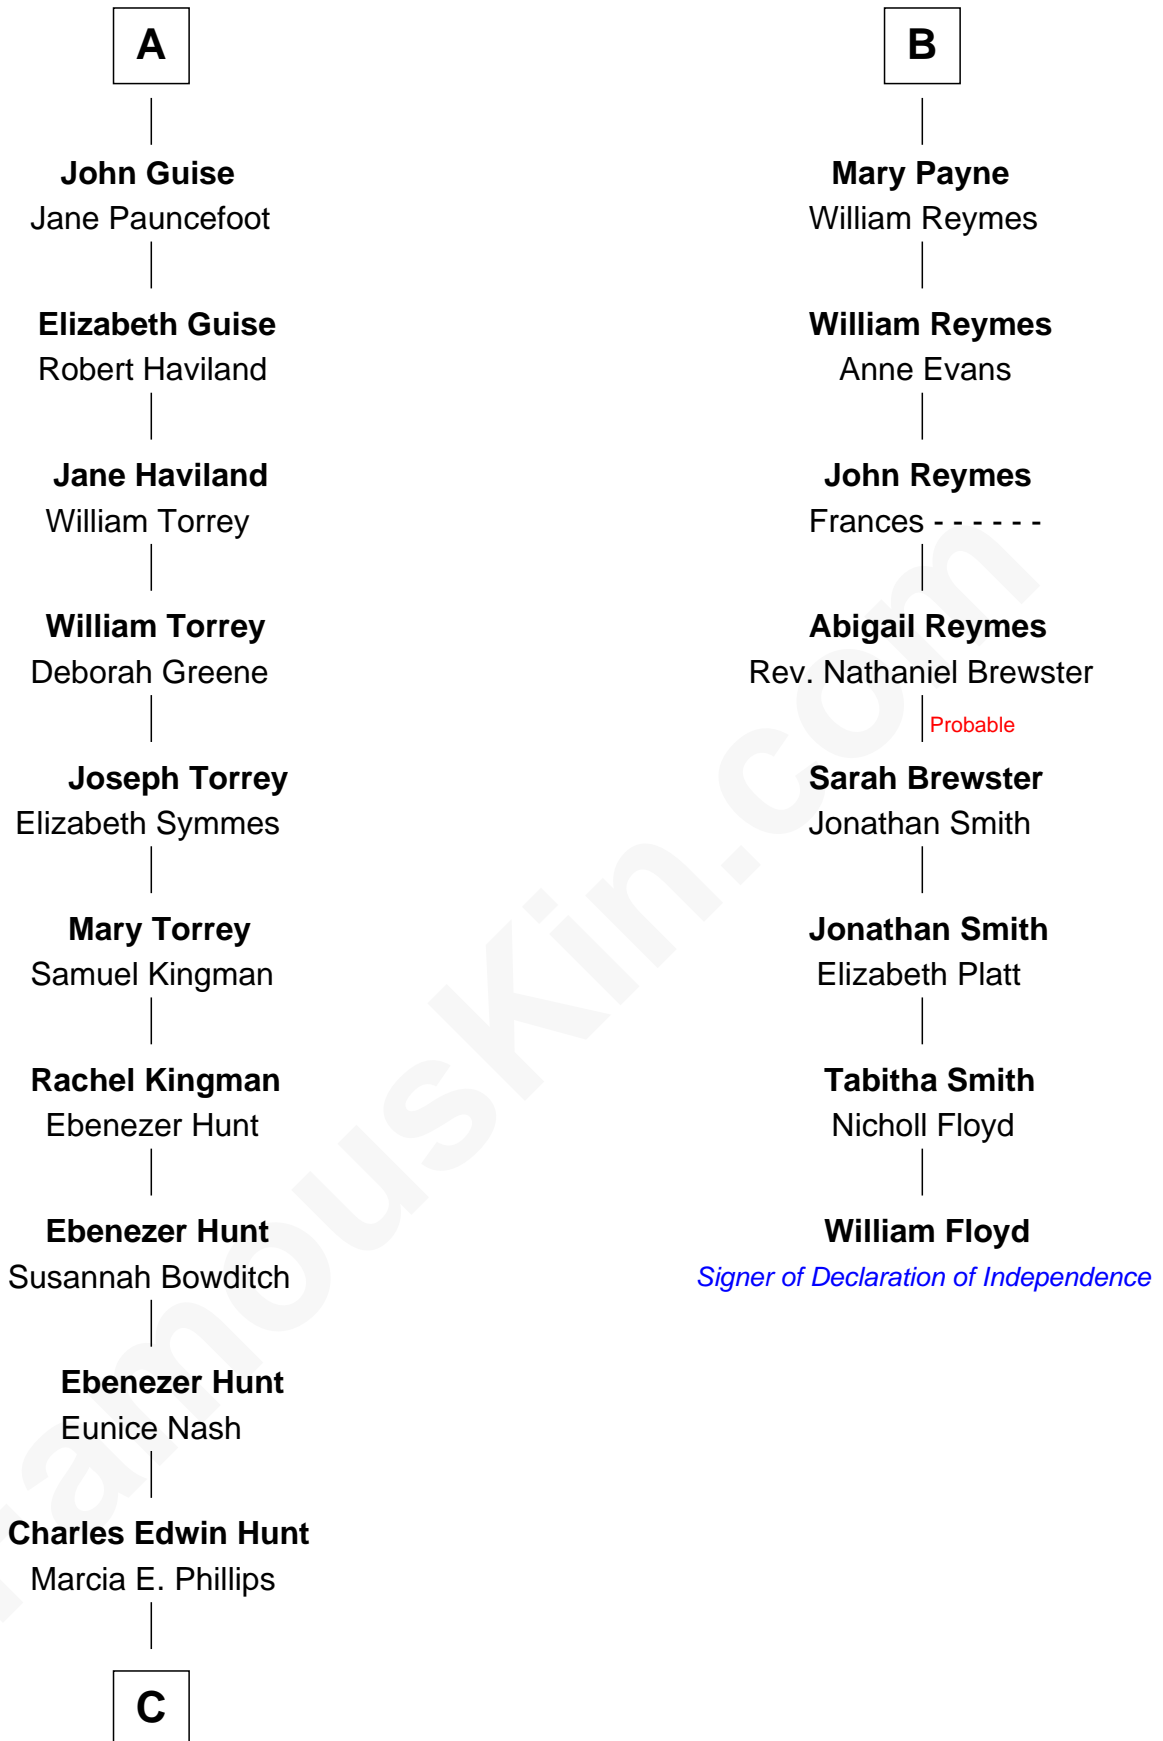 A
John Guise
Jane Pauncefoot
Elizabeth Guise
Robert Haviland
Jane Haviland
William Torrey
William Torrey
Deborah Greene
Joseph Torrey
Elizabeth Symmes
Mary Torrey
Samuel Kingman
Rachel Kingman
Ebenezer Hunt
Ebenezer Hunt
Susannah Bowditch
Ebenezer Hunt
Eunice Nash
Charles Edwin Hunt
Marcia E. Phillips
C
B
Mary Payne
William Reymes
William Reymes
Anne Evans
John Reymes
Frances - - - - - -
Abigail Reymes
Rev. Nathaniel Brewster
Probable
Sarah Brewster
Jonathan Smith
Jonathan Smith
Elizabeth Platt
Tabitha Smith
Nicholl Floyd
William Floyd
Signer of Declaration of Independence
FamousKin.com